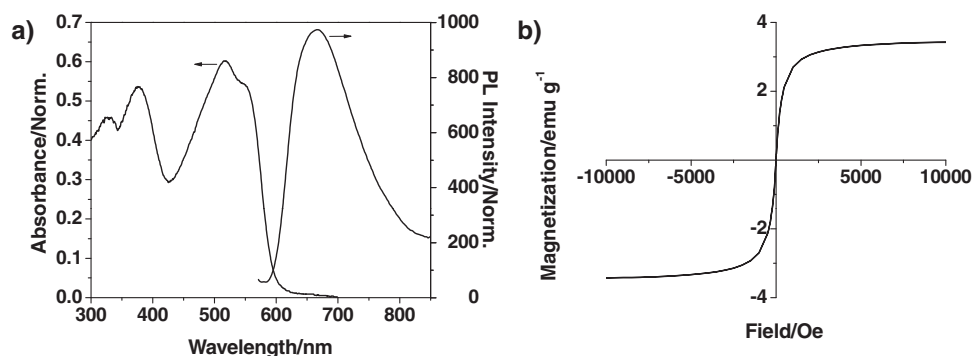 a)
Absorbance/Norm.
0.7
0.6
0.5
0.4
0.3
0.2
0.1
0.0
300 400 500 600 700 800
Wavelength/nm
1000
800
600
400
200
0
PL Intensity/Norm.
b)
Magnetization/emu g-1
4
2
-2
-4
-10000 -5000 5000 10000
Field/Oe